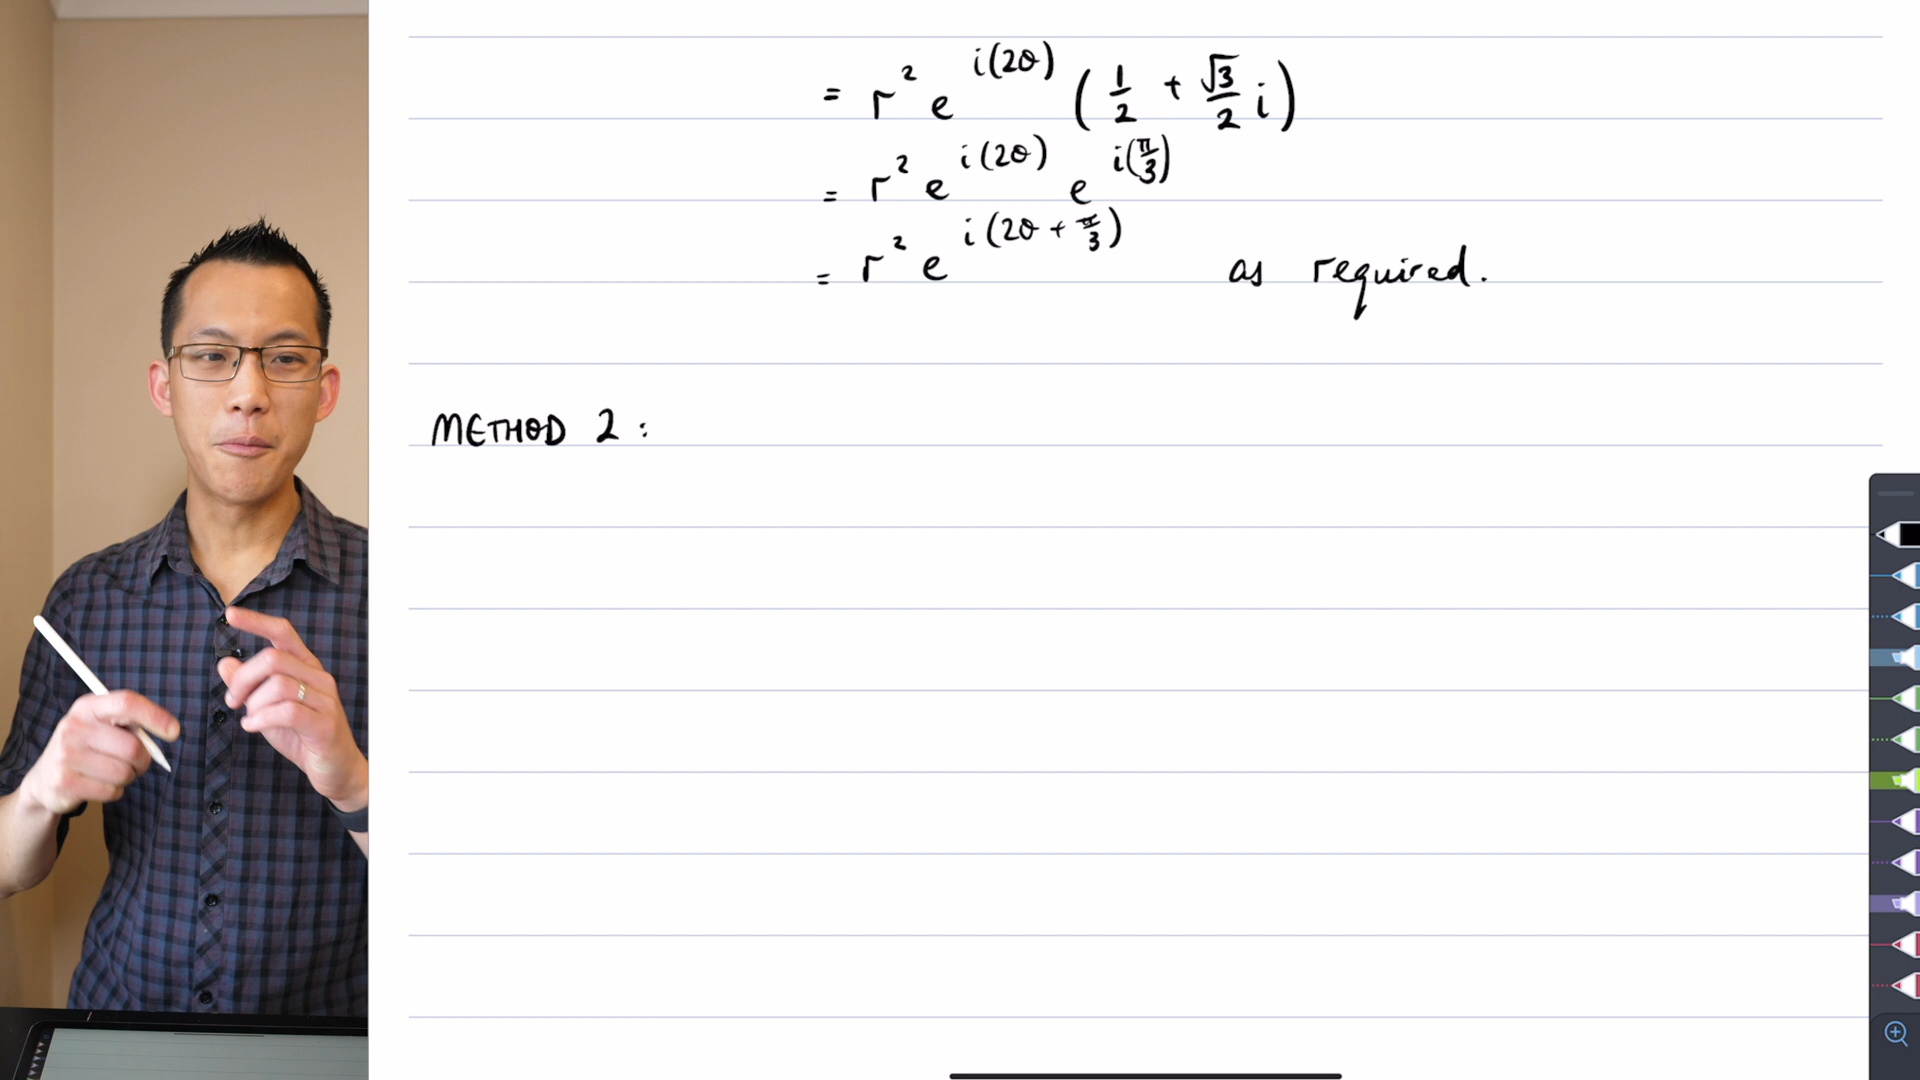 = r² e^{i(2θ)} (1/2 + √3/2 i)
= r² e^{i(2θ)} e^{i(π/3)}
= r² e^{i(2θ + π/3)} as required.
METHOD 2 :